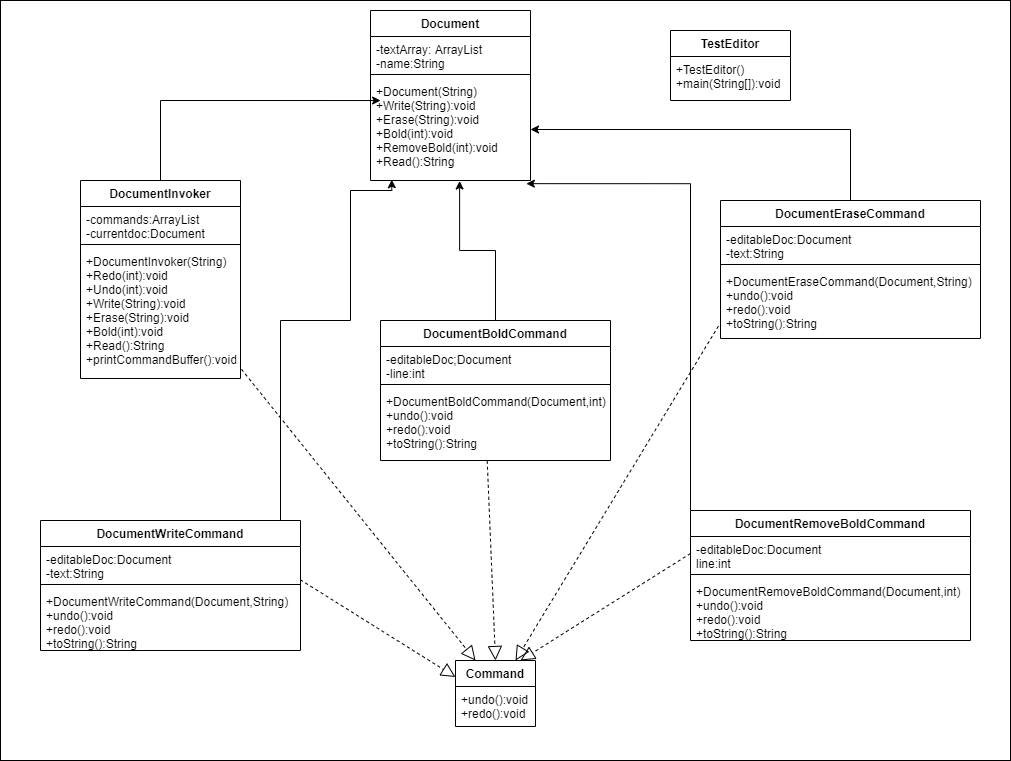 Document
-textArray: ArrayList
-name:String
+Document(String)
+Write(String):void
+Erase(String):void
+Bold(int):void
+RemoveBold(int):void
+Read():String
TestEditor
+TestEditor()
+main(String[]):void
DocumentInvoker
-commands:ArrayList
-currentdoc:Document
+DocumentInvoker(String)
+Redo(int):void
+Undo(int):void
+Write(String):void
+Erase(String):void
+Bold(int):void
+Read():String
+printCommandBuffer():void
DocumentEraseCommand
-editableDoc:Document
-text:String
+DocumentEraseCommand(Document,String)
+undo():void
+redo():void
+toString():String
DocumentBoldCommand
-editableDoc;Document
-line:int
+DocumentBoldCommand(Document,int)
+undo():void
+redo():void
+toString():String
DocumentWriteCommand
-editableDoc:Document
-text:String
+DocumentWriteCommand(Document,String)
+undo():void
+redo():void
+toString():String
DocumentRemoveBoldCommand
-editableDoc:Document
line:int
+DocumentRemoveBoldCommand(Document,int)
+undo():void
+redo():void
+toString():String
Command
+undo():void
+redo():void